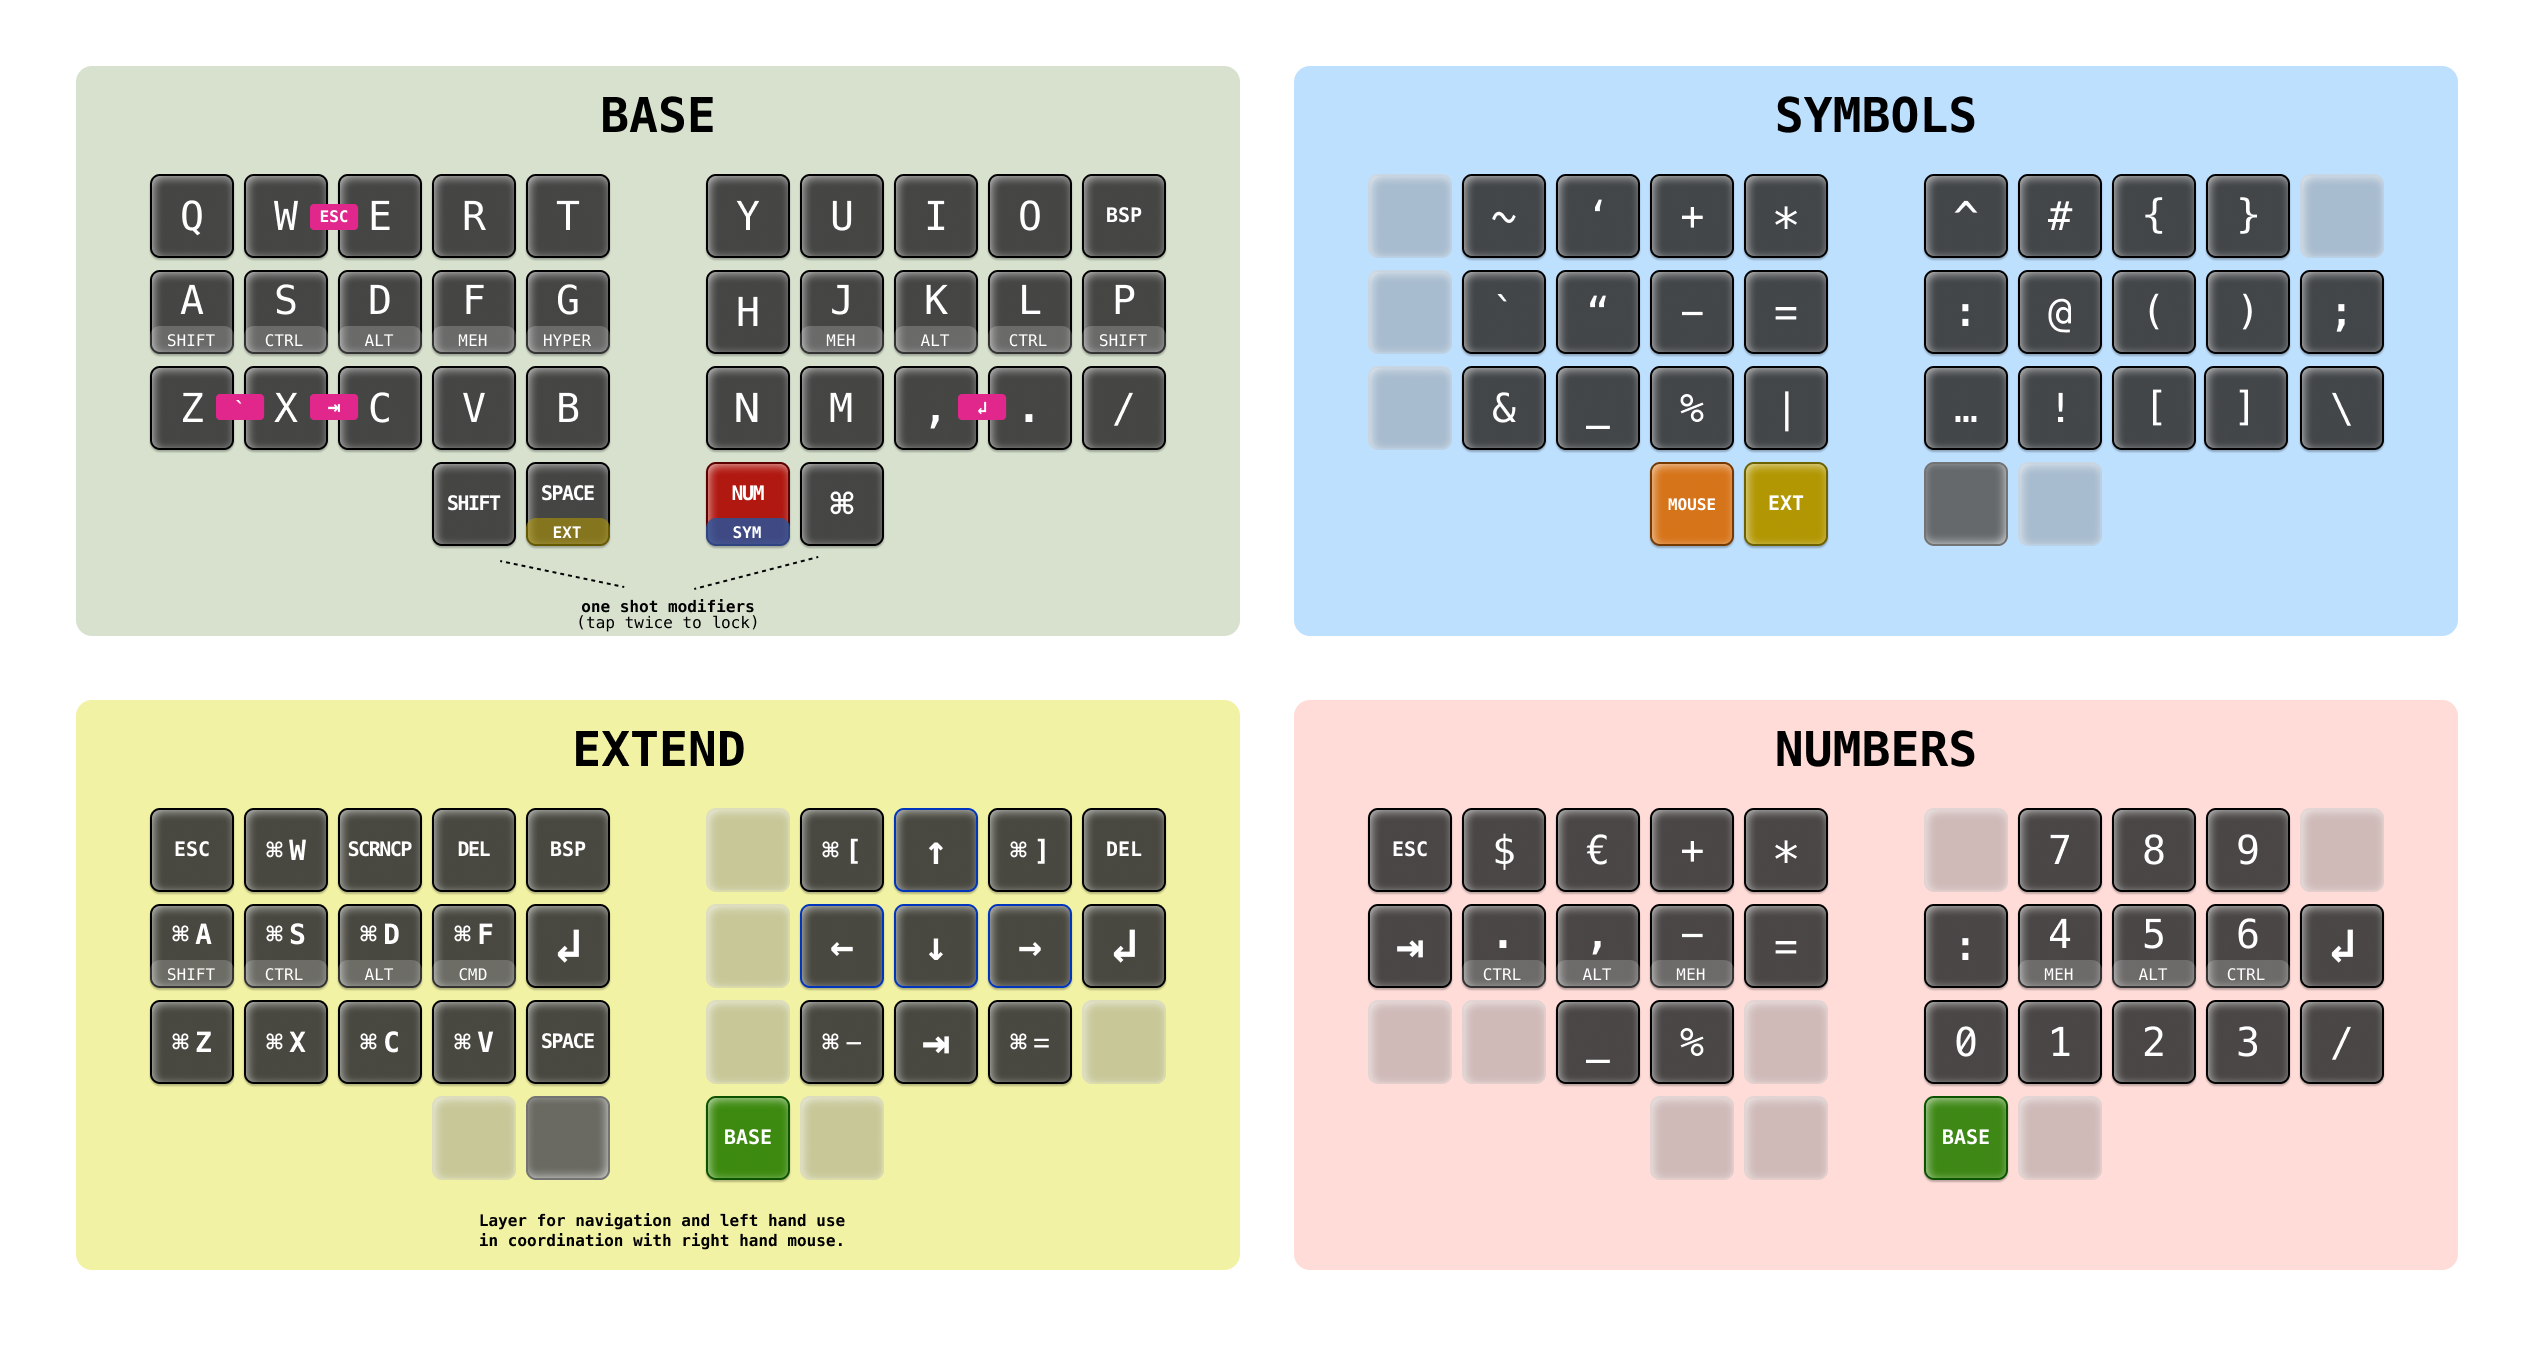 BASE
Q W ESC E R T Y U I O BSP
A S D F G H J K L P
SHIFT CTRL ALT MEH HYPER MEH ALT CTRL SHIFT
Z ` X ⇥ C V B N M , ↲ . /
SHIFT SPACE NUM ⌘
EXT SYM
one shot modifiers
(tap twice to lock)
SYMBOLS
~ ‘ + * ^ # { }
` “ − = : @ ( ) ;
& _ % | … ! [ ] \
MOUSE EXT
EXTEND
ESC ⌘W SCRNCP DEL BSP ⌘[ ↑ ⌘] DEL
⌘A ⌘S ⌘D ⌘F ↲ ← ↓ → ↲
SHIFT CTRL ALT CMD
⌘Z ⌘X ⌘C ⌘V SPACE ⌘− ⇥ ⌘=
BASE
Layer for navigation and left hand use
in coordination with right hand mouse.
NUMBERS
ESC $ € + * 7 8 9
⇥ . , − = : 4 5 6 ↲
CTRL ALT MEH MEH ALT CTRL
_ % 0 1 2 3 /
BASE